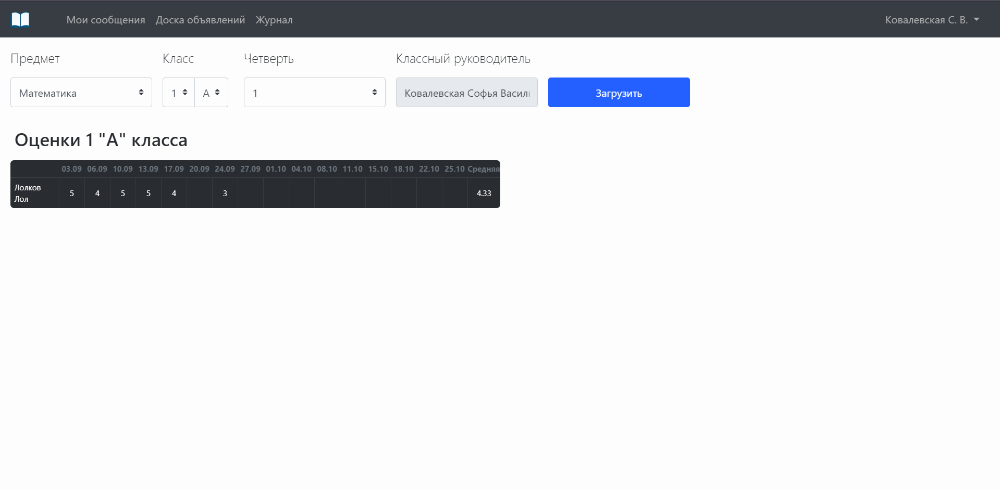 Мои сообщения Доска объявлений Журнал Ковалевская С. В.
Предмет Класс Четверть Классный руководитель
Математика 1 А 1 Ковалевская Софья Васил Загрузить
Оценки 1 "А" класса
03.09 06.09 10.09 13.09 17.09 20.09 24.09 27.09 01.10 04.10 08.10 11.10 15.10 18.10 22.10 25.10 Средняя
Лолков
Лол
5 4 5 5 4 3 4.33